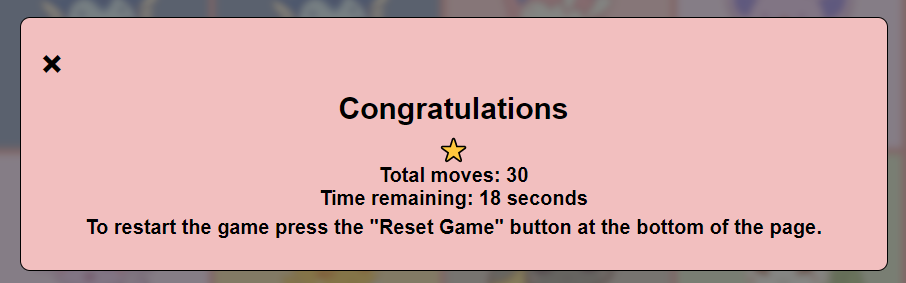 Congratulations
Total moves: 30
Time remaining: 18 seconds
To restart the game press the "Reset Game" button at the bottom of the page.